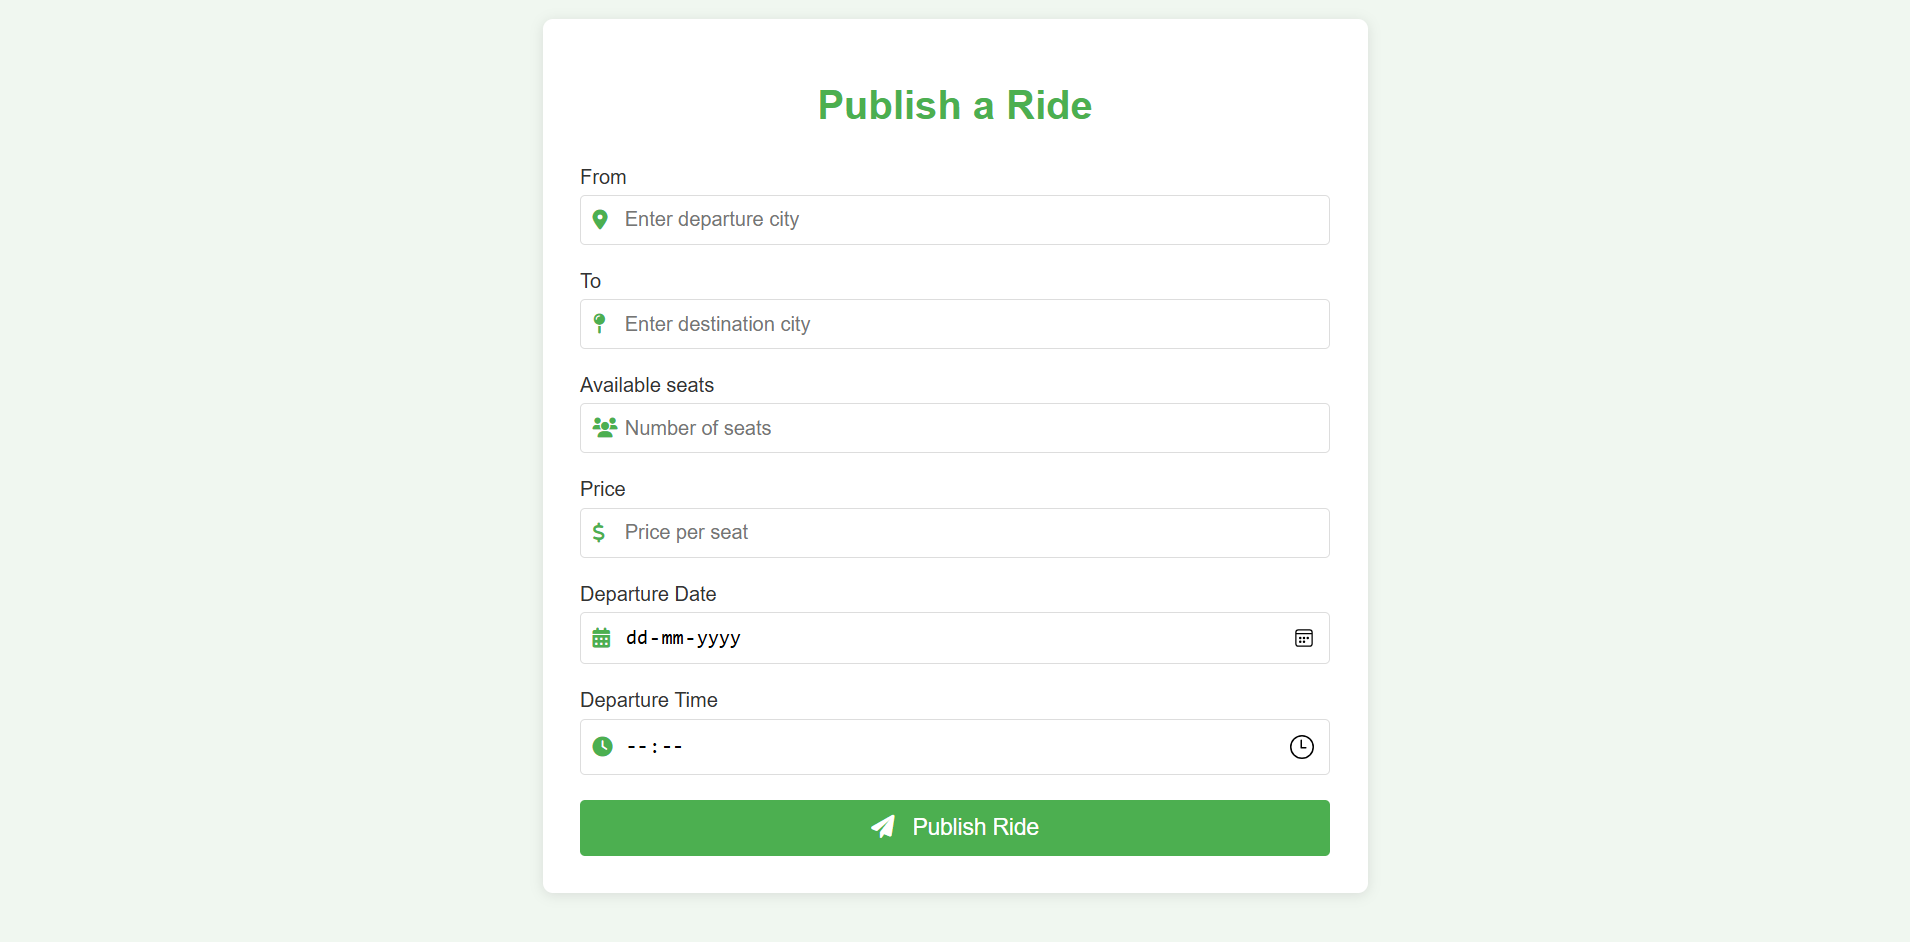 Publish a Ride
From
Enter departure city
To
Enter destination city
Available seats
Number of seats
Price
Price per seat
Departure Date
dd-mm-yyyy
Departure Time
--:--
Publish Ride